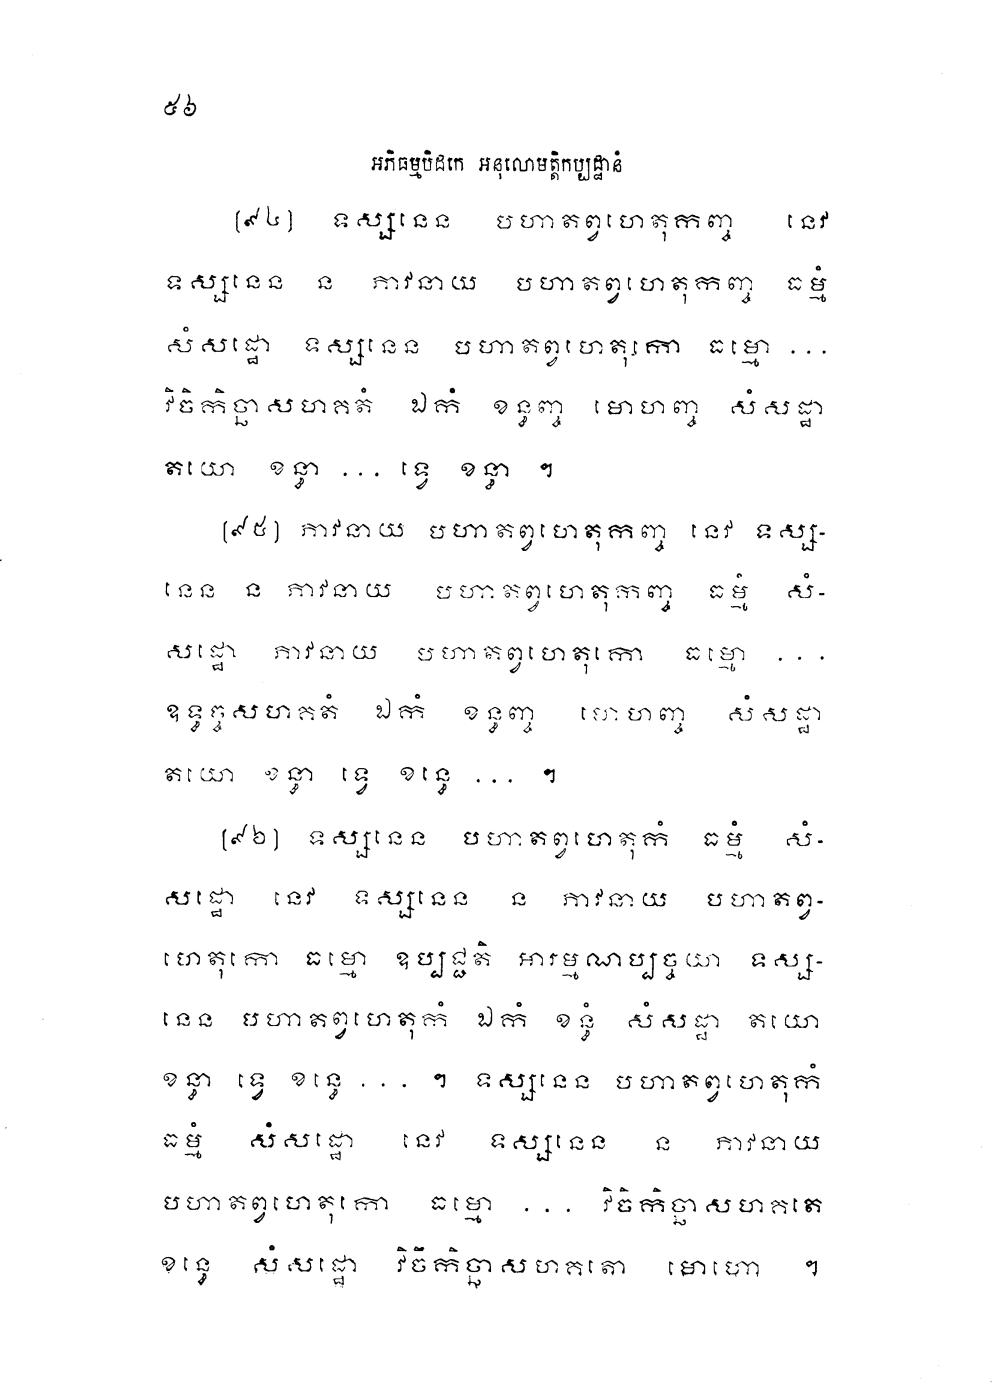 ៥៦
អភិធម្មបិដកេ អនុលោមត្តិកប្បដ្ឋានំ
(៩៤) ទស្សនេន បហាតព្វហេតុកញ្ច នេវ
ទស្សនេន ន ភាវនាយ បហាតព្វហេតុកញ្ច ធម្មំ
សំសដ្ឋោ ទស្សនេន បហាតព្វហេតុកោ ធម្មោ ...
វិចិកិច្ឆាសហគតំ ឯកំ ខន្ធញ្ច មោហញ្ច សំសដ្ឋា
តយោ ខន្ធា ... ទ្វេ ខន្ធា ។
(៩៥) ភាវនាយ បហាតព្វហេតុកញ្ច នេវ ទស្ស-
នេន ន ភាវនាយ បហាតព្វហេតុកញ្ច ធម្មំ សំ-
សដ្ឋោ ភាវនាយ បហាតព្វហេតុកោ ធម្មោ ...
ឧទ្ធច្ចសហគតំ ឯកំ ខន្ធញ្ច មោហញ្ច សំសដ្ឋា
តយោ ខន្ធា ទ្វេ ខន្ធេ ... ។
(៩៦) ទស្សនេន បហាតព្វហេតុកំ ធម្មំ សំ-
សដ្ឋោ នេវ ទស្សនេន ន ភាវនាយ បហាតព្វ-
ហេតុកោ ធម្មោ ឧប្បជ្ជតិ អារម្មណប្បច្ចយា ទស្ស-
នេន បហាតព្វហេតុកំ ឯកំ ខន្ធំ សំសដ្ឋា តយោ
ខន្ធា ទ្វេ ខន្ធេ ... ។ ទស្សនេន បហាតព្វហេតុកំ
ធម្មំ សំសដ្ឋោ នេវ ទស្សនេន ន ភាវនាយ
បហាតព្វហេតុកោ ធម្មោ ... វិចិកិច្ឆាសហគតេ
ខន្ធេ សំសដ្ឋោ វិចិកិច្ឆាសហគតោ មោហោ ។